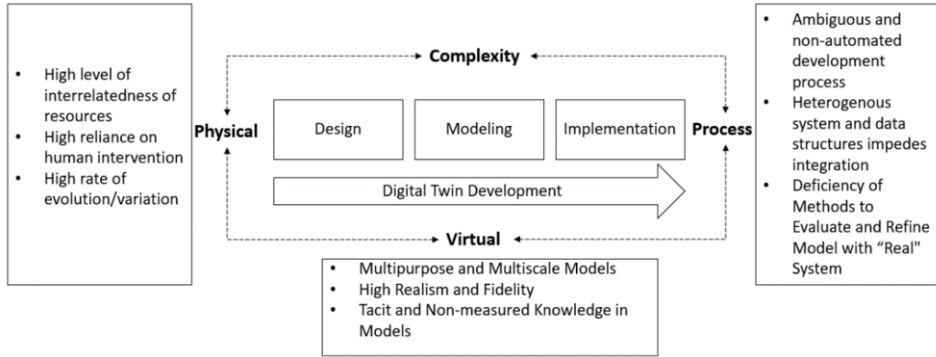 • High level of
interrelatedness of
resources
• High reliance on
human intervention
• High rate of
evolution/variation
Complexity
Physical
Design
Modeling
Implementation
Process
Digital Twin Development
Virtual
• Multipurpose and Multiscale Models
• High Realism and Fidelity
• Tacit and Non-measured Knowledge in
Models
• Ambiguous and
non-automated
development
process
• Heterogenous
system and data
structures impedes
integration
• Deficiency of
Methods to
Evaluate and Refine
Model with “Real"
System